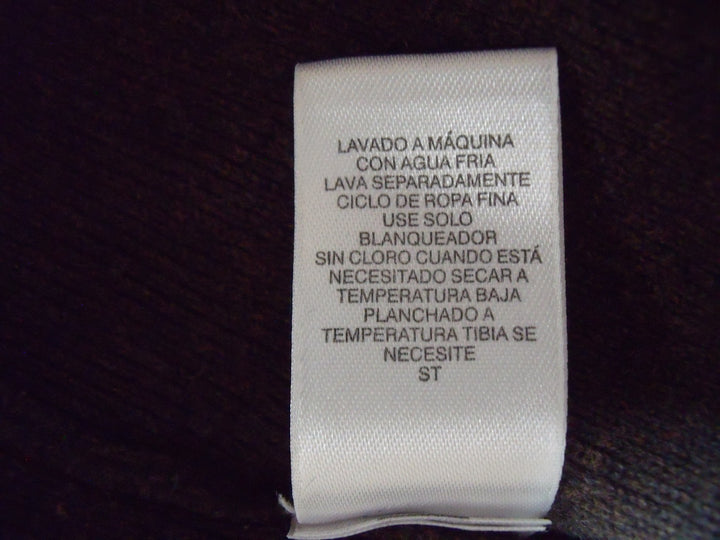 LAVADO A MÁQUINA
CON AGUA FRIA
LAVA SEPARADAMENTE
CICLO DE ROPA FINA
USE SOLO
BLANQUEADOR
SIN CLORO CUANDO ESTÁ
NECESITADO SECAR A
TEMPERATURA BAJA
PLANCHADO A
TEMPERATURA TIBIA SE
NECESITE
ST